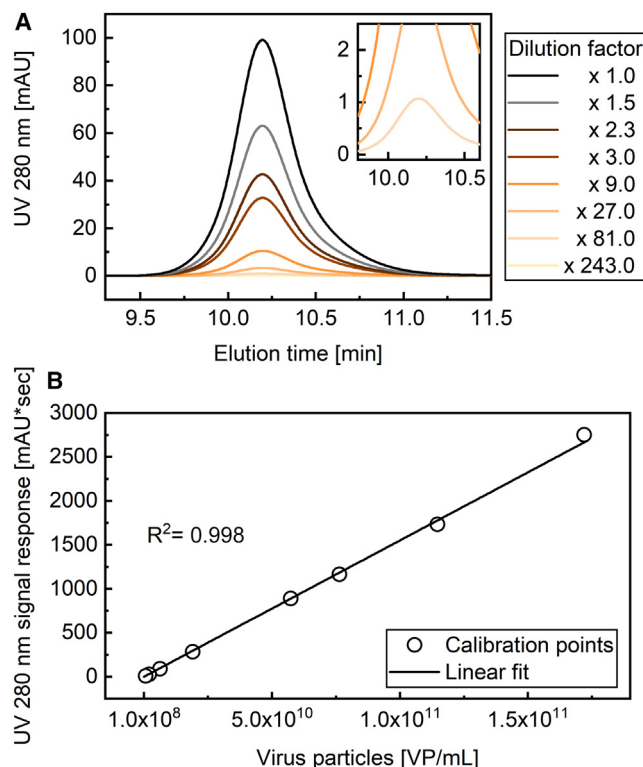 A
UV 280 nm [mAU]
100
80
60
40
20
0
9.5 10.0 10.5 11.0 11.5
Elution time [min]
2
1
0
10.0 10.5
Dilution factor
x 1.0
x 1.5
x 2.3
x 3.0
x 9.0
x 27.0
x 81.0
x 243.0
B
UV 280 nm signal response [mAU*sec]
3000
2500
2000
1750
1250
1000
500
250
0
R²= 0.998
Calibration points
Linear fit
1.0x10⁸ 5.0x10¹⁰ 1.0x10¹¹ 1.5x10¹¹
Virus particles [VP/mL]